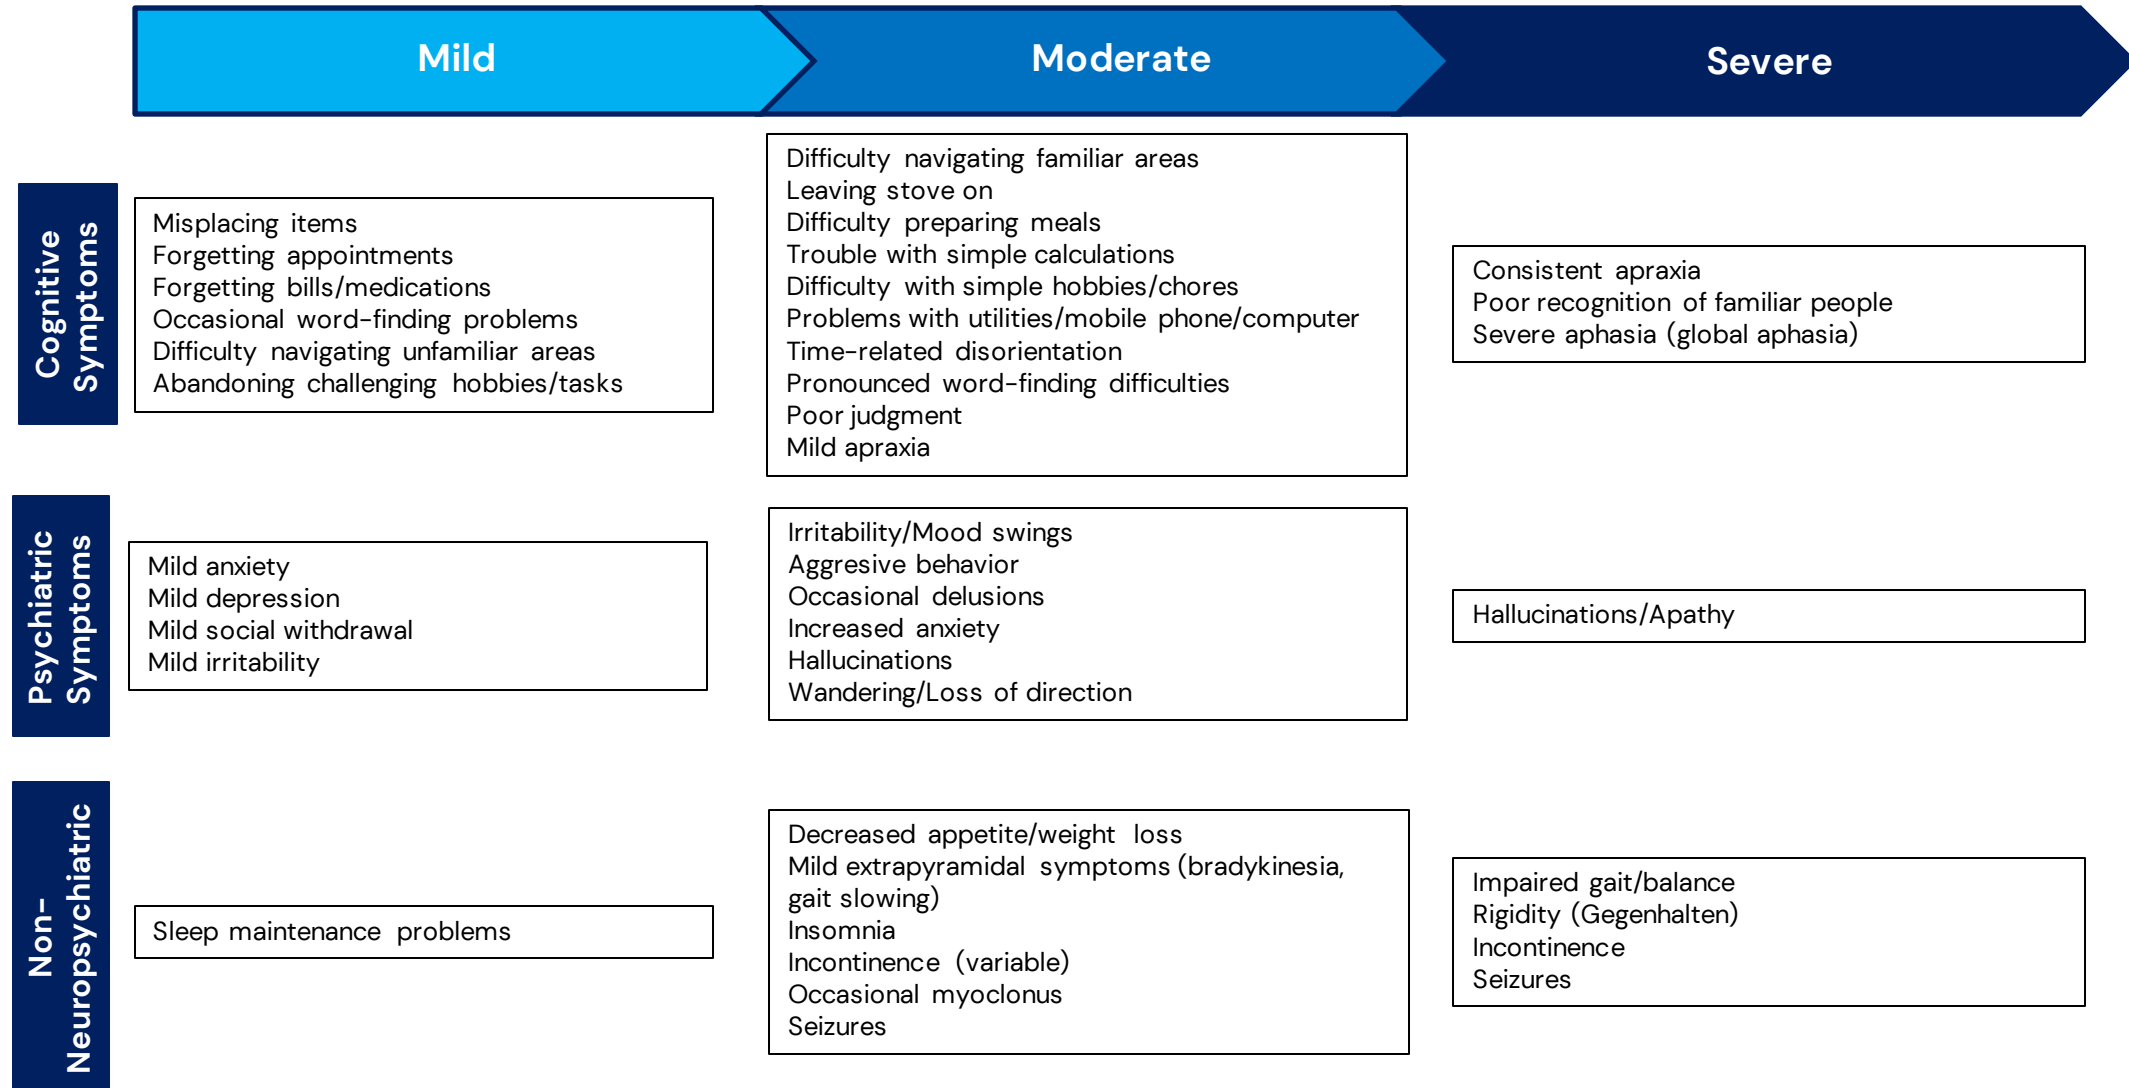 Mild
Moderate
Severe
Cognitive
Symptoms
Misplacing items
Forgetting appointments
Forgetting bills/medications
Occasional word-finding problems
Difficulty navigating unfamiliar areas
Abandoning challenging hobbies/tasks
Difficulty navigating familiar areas
Leaving stove on
Difficulty preparing meals
Trouble with simple calculations
Difficulty with simple hobbies/chores
Problems with utilities/mobile phone/computer
Time-related disorientation
Pronounced word-finding difficulties
Poor judgment
Mild apraxia
Consistent apraxia
Poor recognition of familiar people
Severe aphasia (global aphasia)
Psychiatric
Symptoms
Mild anxiety
Mild depression
Mild social withdrawal
Mild irritability
Irritability/Mood swings
Aggresive behavior
Occasional delusions
Increased anxiety
Hallucinations
Wandering/Loss of direction
Hallucinations/Apathy
Non-
Neuropsychiatric
Sleep maintenance problems
Decreased appetite/weight loss
Mild extrapyramidal symptoms (bradykinesia,
gait slowing)
Insomnia
Incontinence (variable)
Occasional myoclonus
Seizures
Impaired gait/balance
Rigidity (Gegenhalten)
Incontinence
Seizures